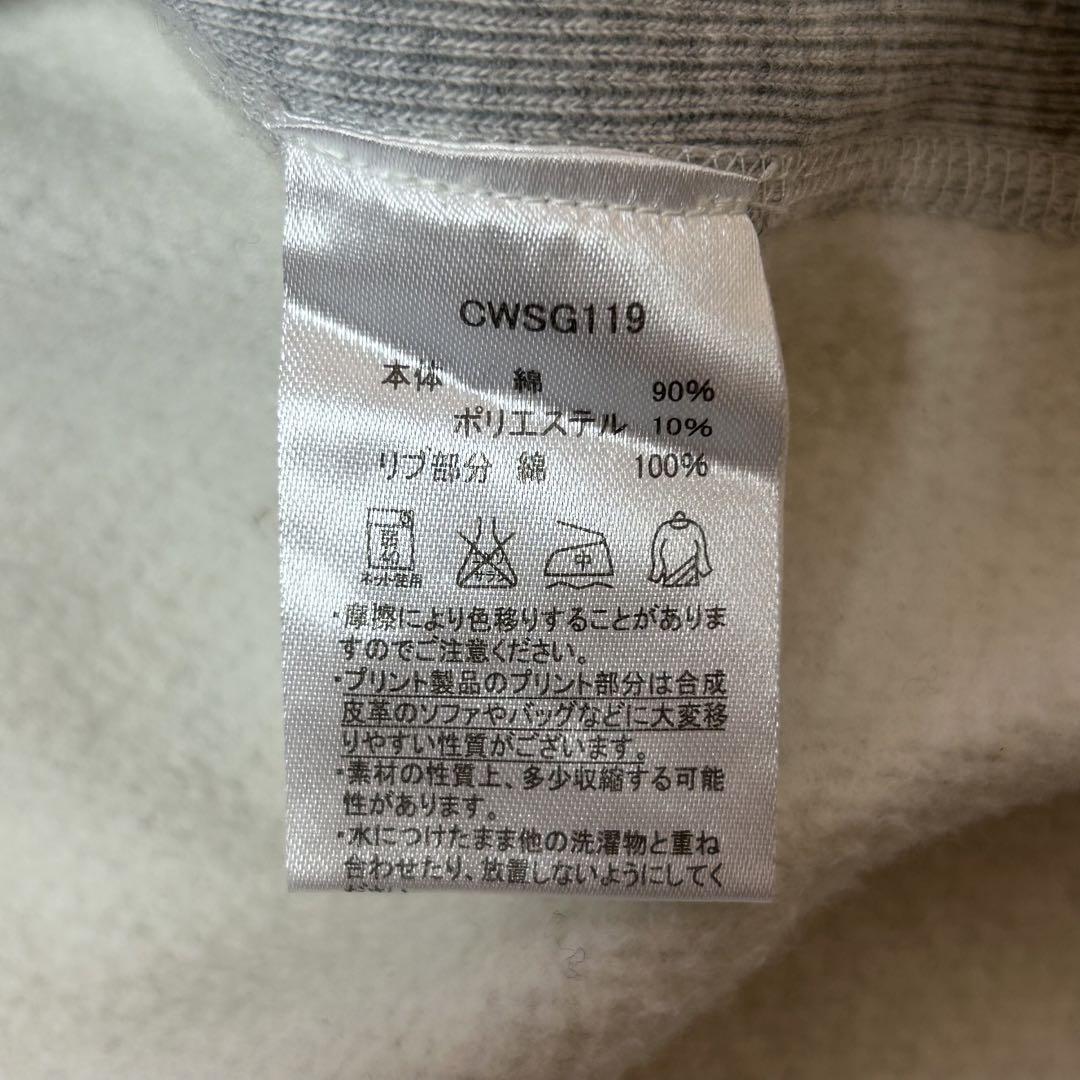 CWSG119
本体 綿 90%
ポリエステル 10%
リブ部分 綿 100%
弱
40
ネット使用
中
・摩擦により色移りすることがありま
すのでご注意ください。
・プリント製品のプリント部分は合成
皮革のソファやバッグなどに大変移
りやすい性質がございます。
・素材の性質上、多少収縮する可能
性があります。
・水につけたまま他の洗濯物と重ね
合わせたり、放置しないようにしてく